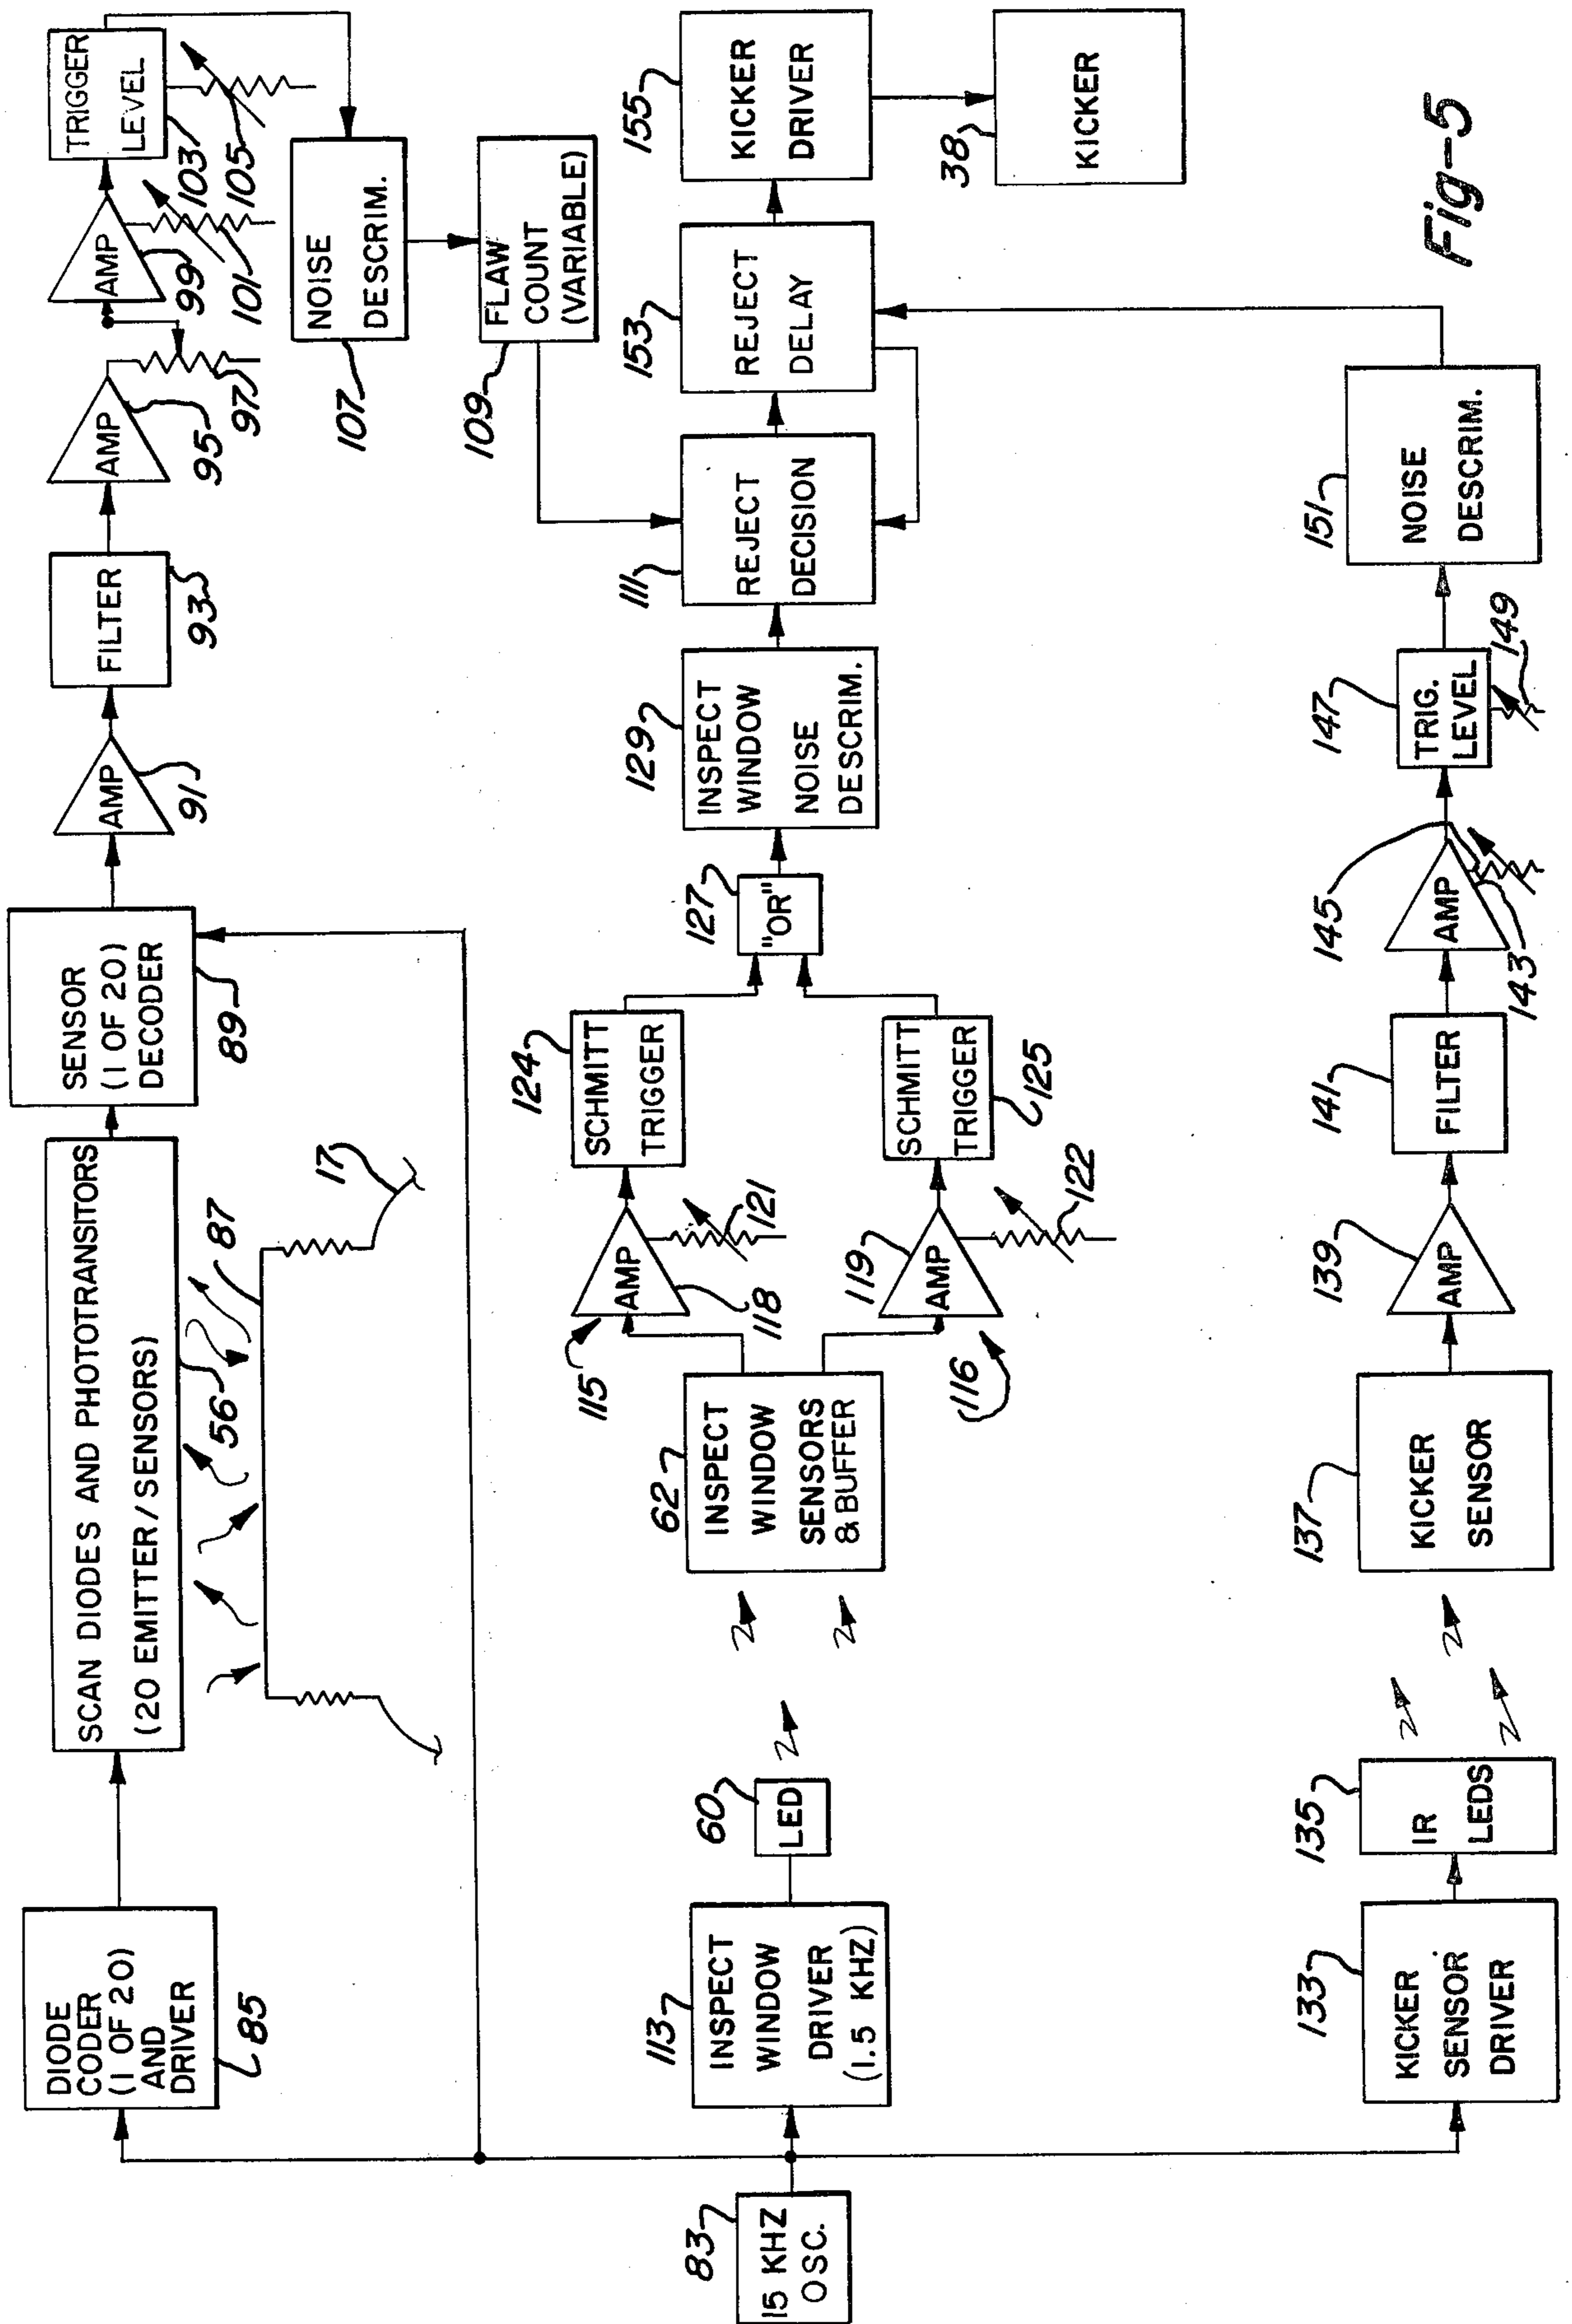 15 KHZ
OSC.
83
DIODE
CODER
(1 OF 20)
AND
DRIVER
85
SCAN DIODES AND PHOTOTRANSITORS
(20 EMITTER/SENSORS)
56
87
17
SENSOR
(1 OF 20)
DECODER
89
AMP
91
FILTER
93
AMP
95
97
AMP
99
101
TRIGGER
LEVEL
103
105
NOISE
DESCRIM.
107
FLAW
COUNT
(VARIABLE)
109
113
INSPECT
WINDOW
DRIVER
(1.5 KHZ)
60
LED
62
INSPECT
WINDOW
SENSORS
& BUFFER
115
AMP
118
121
116
119
AMP
122
124
SCHMITT
TRIGGER
SCHMITT
TRIGGER
125
127
"OR"
129
INSPECT
WINDOW
NOISE
DESCRIM.
111
REJECT
DECISION
153
REJECT
DELAY
155
KICKER
DRIVER
38
KICKER
133
KICKER
SENSOR
DRIVER
135
IR
LEDS
137
KICKER
SENSOR
139
AMP
141
FILTER
145
AMP
143
147
TRIG.
LEVEL
149
151
NOISE
DESCRIM.
Fig-5